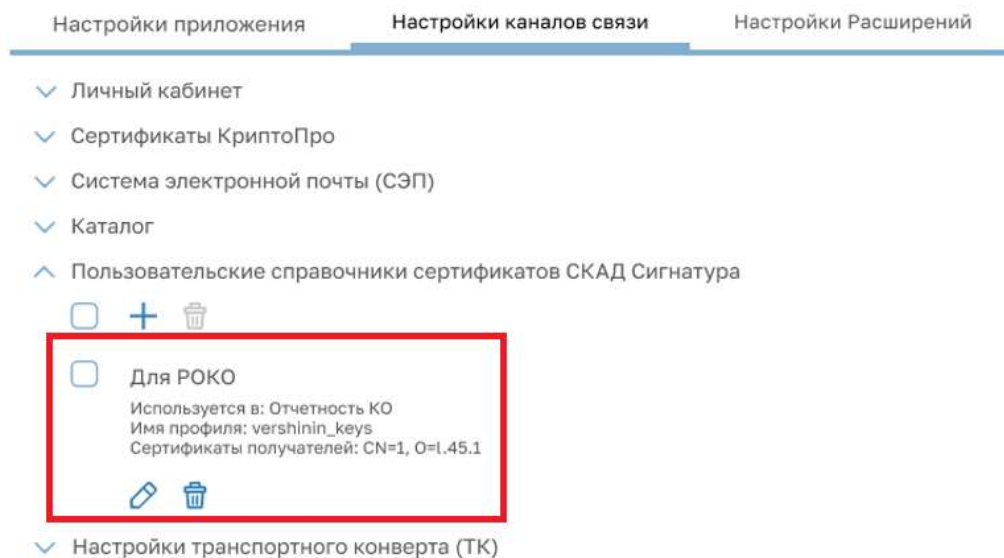 Настройки приложения Настройки каналов связи Настройки Расширений
Личный кабинет
Сертификаты КриптоПро
Система электронной почты (СЭП)
Каталог
Пользовательские справочники сертификатов СКАД Сигнатура
Для РОКО
Используется в: Отчетность КО
Имя профиля: vershinin_keys
Сертификаты получателей: CN=1, O=l.45.1
Настройки транспортного конверта (ТК)